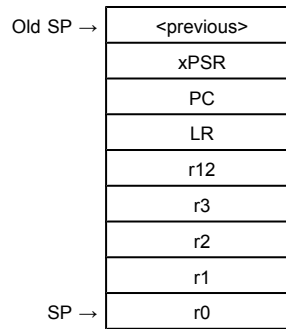 Old SP → <previous>
xPSR
PC
LR
r12
r3
r2
r1
SP → r0